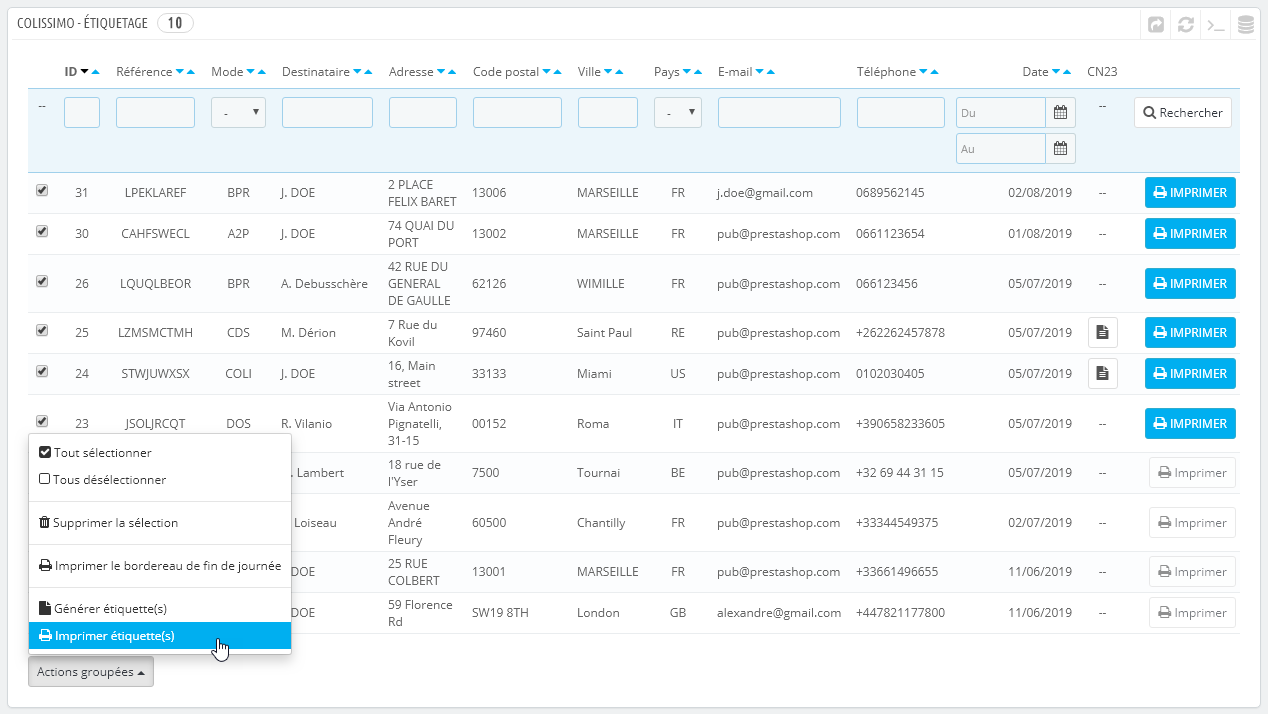 COLISSIMO - ÉTIQUETAGE 10
ID Référence Mode Destinataire Adresse Code postal Ville Pays E-mail Téléphone Date CN23
-- - - Du -- Rechercher
Au
31 LPEKLAREF BPR J. DOE 2 PLACE FELIX BARET 13006 MARSEILLE FR j.doe@gmail.com 0689562145 02/08/2019 -- IMPRIMER
30 CAHFSWECL A2P J. DOE 74 QUAI DU PORT 13002 MARSEILLE FR pub@prestashop.com 0661123654 01/08/2019 -- IMPRIMER
26 LQUQLBEOR BPR A. Debusschère 42 RUE DU GENERAL DE GAULLE 62126 WIMILLE FR pub@prestashop.com 066123456 05/07/2019 -- IMPRIMER
25 LZMSMCTMH CDS M. Dérion 7 Rue du Kovil 97460 Saint Paul RE pub@prestashop.com +262262457878 05/07/2019 IMPRIMER
24 STWJUWXSX COLI J. DOE 16, Main street 33133 Miami US pub@prestashop.com 0102030405 05/07/2019 IMPRIMER
23 JSOLJRCQT DOS R. Vilanio Via Antonio Pignatelli, 31-15 00152 Roma IT pub@prestashop.com +390658233605 05/07/2019 -- IMPRIMER
. Lambert 18 rue de l'Yser 7500 Tournai BE pub@prestashop.com +32 69 44 31 15 05/07/2019 -- Imprimer
Loiseau Avenue André Fleury 60500 Chantilly FR pub@prestashop.com +33344549375 02/07/2019 -- Imprimer
DOE 25 RUE COLBERT 13001 MARSEILLE FR pub@prestashop.com +33661496655 11/06/2019 -- Imprimer
DOE 59 Florence Rd SW19 8TH London GB alexandre@gmail.com +447821177800 11/06/2019 -- Imprimer
Tout sélectionner
Tous désélectionner
Supprimer la sélection
Imprimer le bordereau de fin de journée
Générer étiquette(s)
Imprimer étiquette(s)
Actions groupées